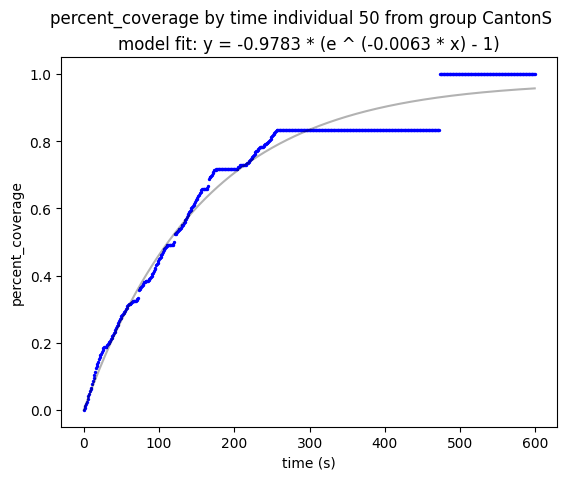 percent_coverage by time individual 50 from group CantonS
model fit: y = -0.9783 * (e ^ (-0.0063 * x) - 1)
1.0
0.8
0.6
0.4
0.2
0.0
percent_coverage
0 100 200 300 400 500 600
time (s)